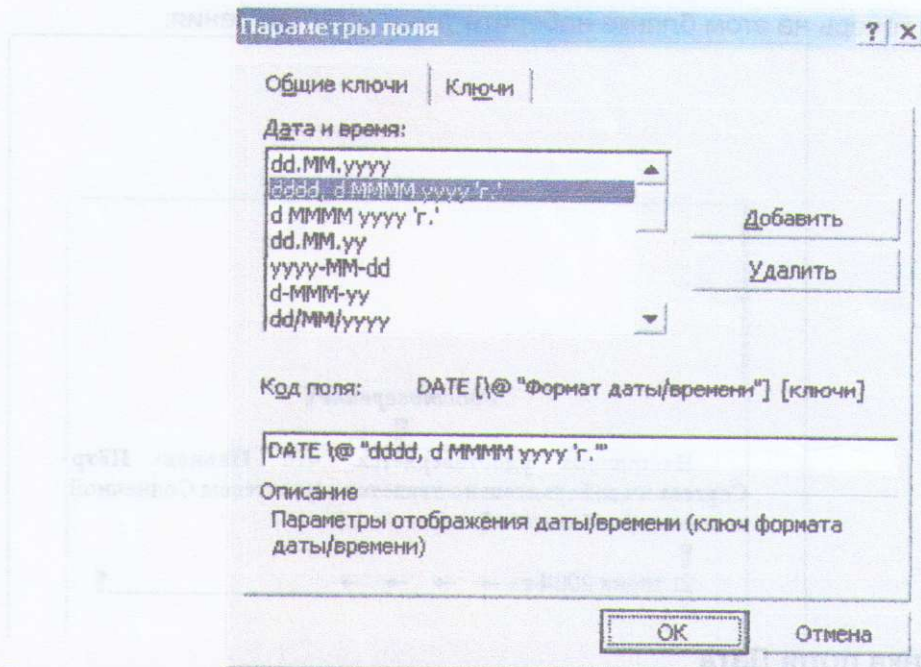 Параметры поля
Общие ключи
Ключи
Дата и время:
dd.MM.yyyy
dddd, d MMMM yyyy 'г.'
d MMMM yyyy 'г.'
dd.MM.yy
yyyy-MM-dd
d-MMM-yy
dd/MM/yyyy
Добавить
Удалить
Код поля: DATE [\@ "Формат даты/времени"] [ключи]
DATE \@ "dddd, d MMMM yyyy 'г.'"
Описание
Параметры отображения даты/времени (ключ формата
даты/времени)
ОК
Отмена